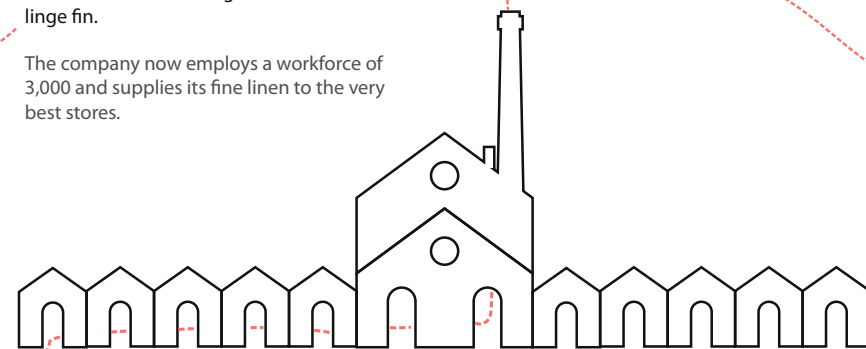 linge fin.
The company now employs a workforce of
3,000 and supplies its fine linen to the very
best stores.